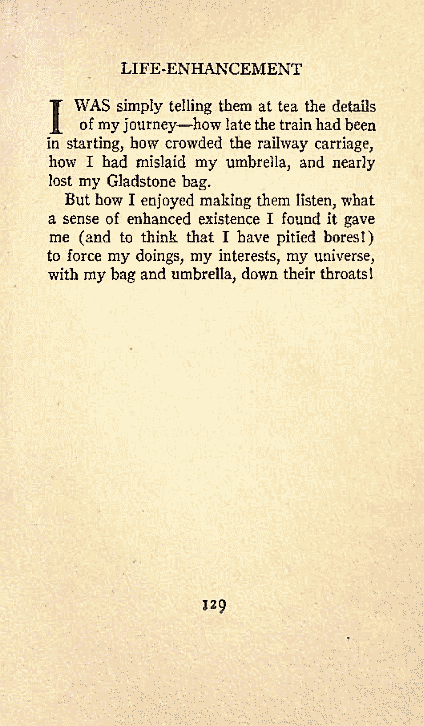 LIFE-ENHANCEMENT
I WAS simply telling them at tea the details
of my journey—how late the train had been
in starting, how crowded the railway carriage,
how I had mislaid my umbrella, and nearly
lost my Gladstone bag.
But how I enjoyed making them listen, what
a sense of enhanced existence I found it gave
me (and to think that I have pitied bores!)
to force my doings, my interests, my universe,
with my bag and umbrella, down their throats!
129